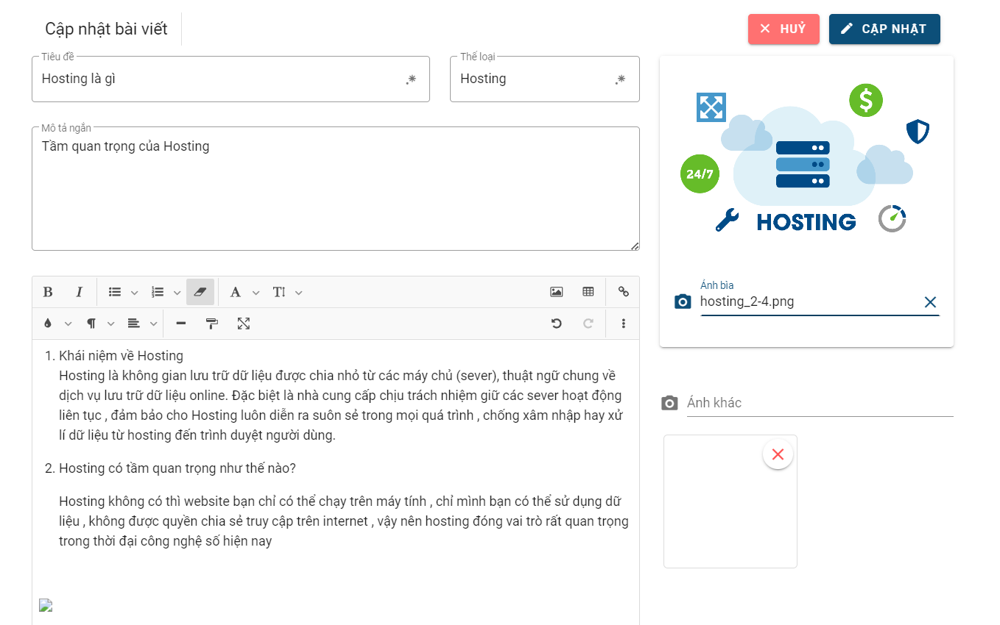 Cập nhật bài viết
HUỶ
CẬP NHẬT
Tiêu đề
Hosting là gì
Thể loại
Hosting
Mô tả ngắn
Tầm quan trọng của Hosting
$
24/7
HOSTING
Ảnh bìa
hosting_2-4.png
Ảnh khác
1. Khái niệm về Hosting
Hosting là không gian lưu trữ dữ liệu được chia nhỏ từ các máy chủ (sever), thuật ngữ chung về
dịch vụ lưu trữ dữ liệu online. Đặc biệt là nhà cung cấp chịu trách nhiệm giữ các sever hoạt động
liên tục , đảm bảo cho Hosting luôn diễn ra suôn sẻ trong mọi quá trình , chống xâm nhập hay xử
lí dữ liệu từ hosting đến trình duyệt người dùng.
2. Hosting có tầm quan trọng như thế nào?
Hosting không có thì website bạn chỉ có thể chạy trên máy tính , chỉ mình bạn có thể sử dụng dữ
liệu , không được quyền chia sẻ truy cập trên internet , vậy nên hosting đóng vai trò rất quan trọng
trong thời đại công nghệ số hiện nay